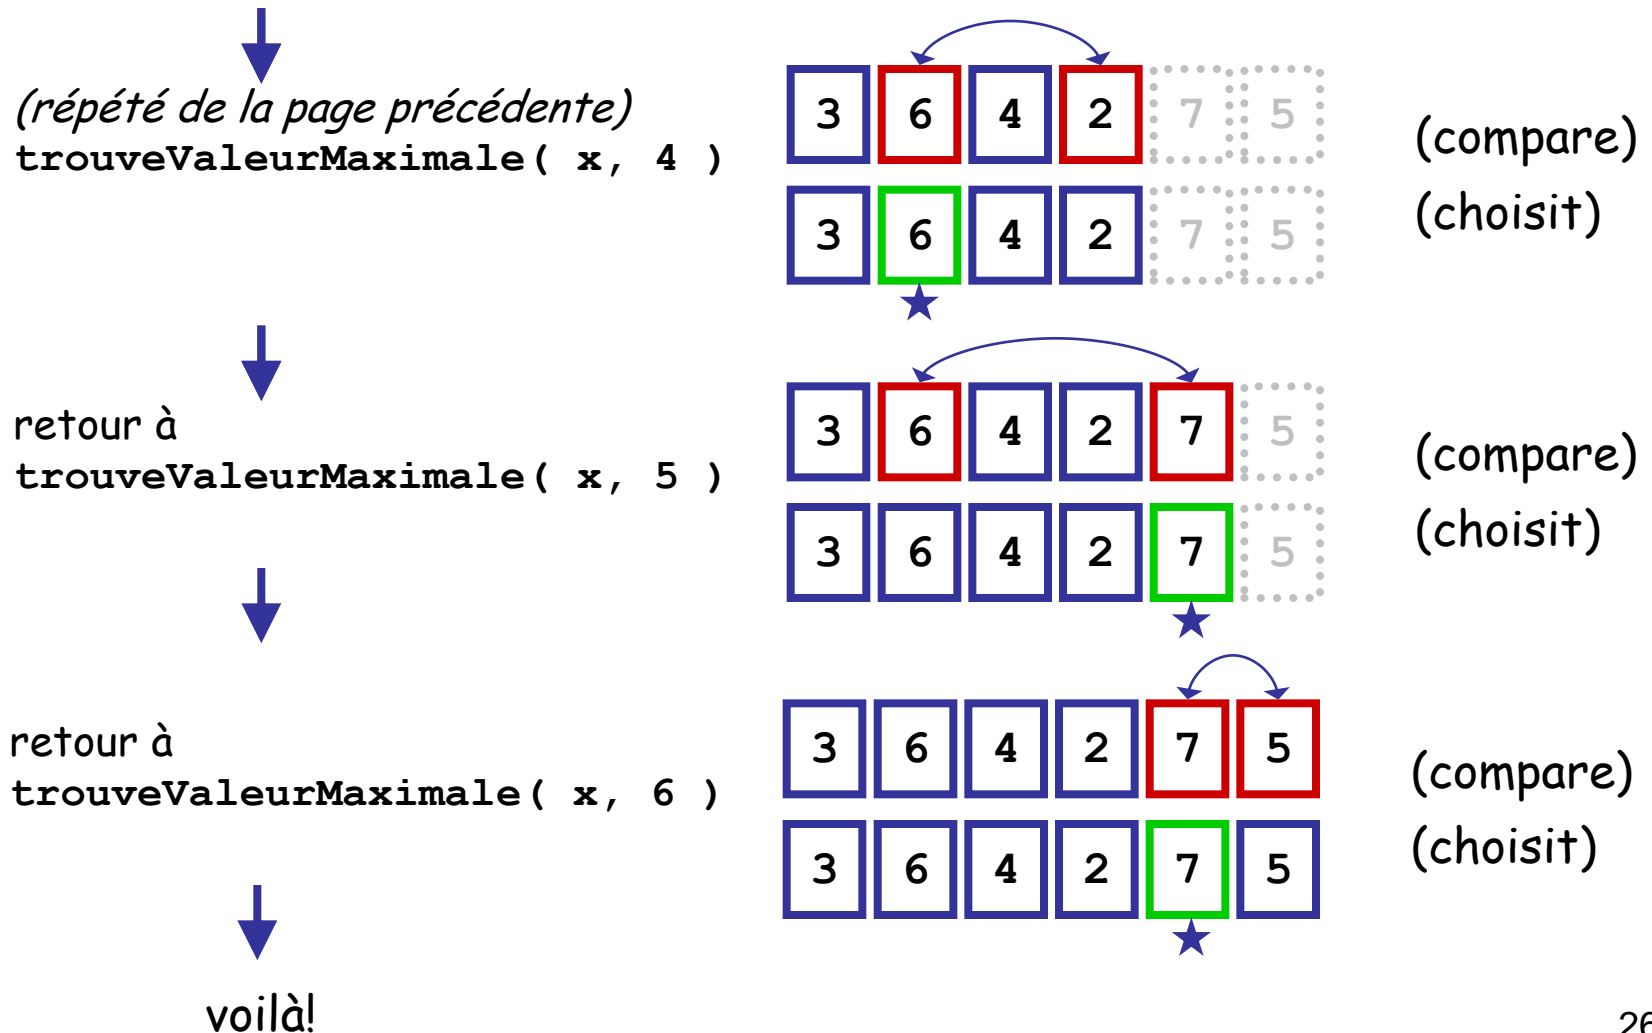 (répété de la page précédente)
trouveValeurMaximale( x, 4 )
3 6 4 2 7 5
(compare)
3 6 4 2 7 5
(choisit)
retour à
trouveValeurMaximale( x, 5 )
3 6 4 2 7 5
(compare)
3 6 4 2 7 5
(choisit)
retour à
trouveValeurMaximale( x, 6 )
3 6 4 2 7 5
(compare)
3 6 4 2 7 5
(choisit)
voilà!
26